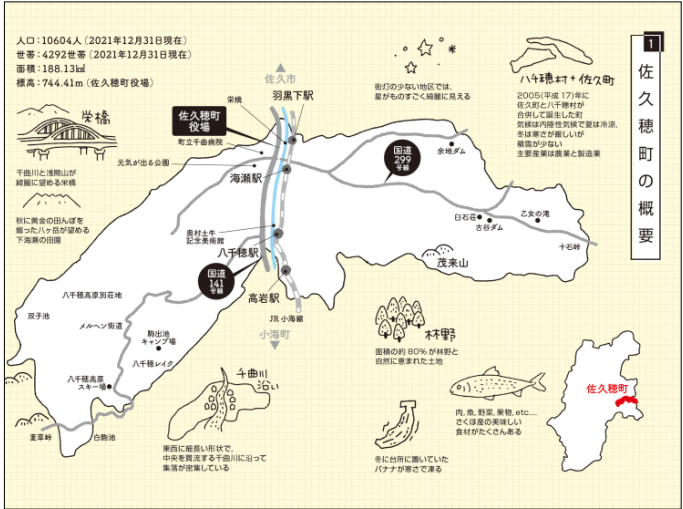 人口：10604人（2021年12月31日現在）
世帯：4292世帯（2021年12月31日現在）
面積：188.13㎢
標高：744.41m（佐久穂町役場）
1
佐久穂町の概要
栄橋
千曲川と浅間山が
綺麗に望める栄橋
秋に黄金の田んぼを
掘った八ヶ岳が望める
下海瀬の田園
佐久市
羽黒下駅
栄橋
佐久穂町
役場
町立千曲病院
元気が出る公園
海瀬駅
奥村土牛
記念美術館
八千穂駅
国道
141
号線
高岩駅
JR小海線
小海町
街灯の少ない地区では、
星がものすごく綺麗に見える
八千穂村＋佐久町
2005（平成17）年に
佐久町と八千穂村が
合併して誕生した町
気候は内陸性気候で夏は冷涼、
冬は寒さが厳しいが
積雪が少ない
主要産業は農業と製造業
国道
299
号線
余地ダム
臼石荘
古谷ダム
乙女の滝
十石峠
茂来山
八千穂高原別荘地
双子池
メルヘン街道
駒出池
キャンプ場
八千穂レイク
八千穂高原
スキー場
麦草峠
白駒池
千曲川
沿い
東西に細長い形状で、
中央を貫流する千曲川に沿って
集落が密集している
林野
面積の約80％が林野と
自然に恵まれた土地
肉、魚、野菜、果物、etc....
さくほ産の美味しい
食材がたくさんある
冬に台所に置いていた
バナナが寒さで凍る
佐久穂町